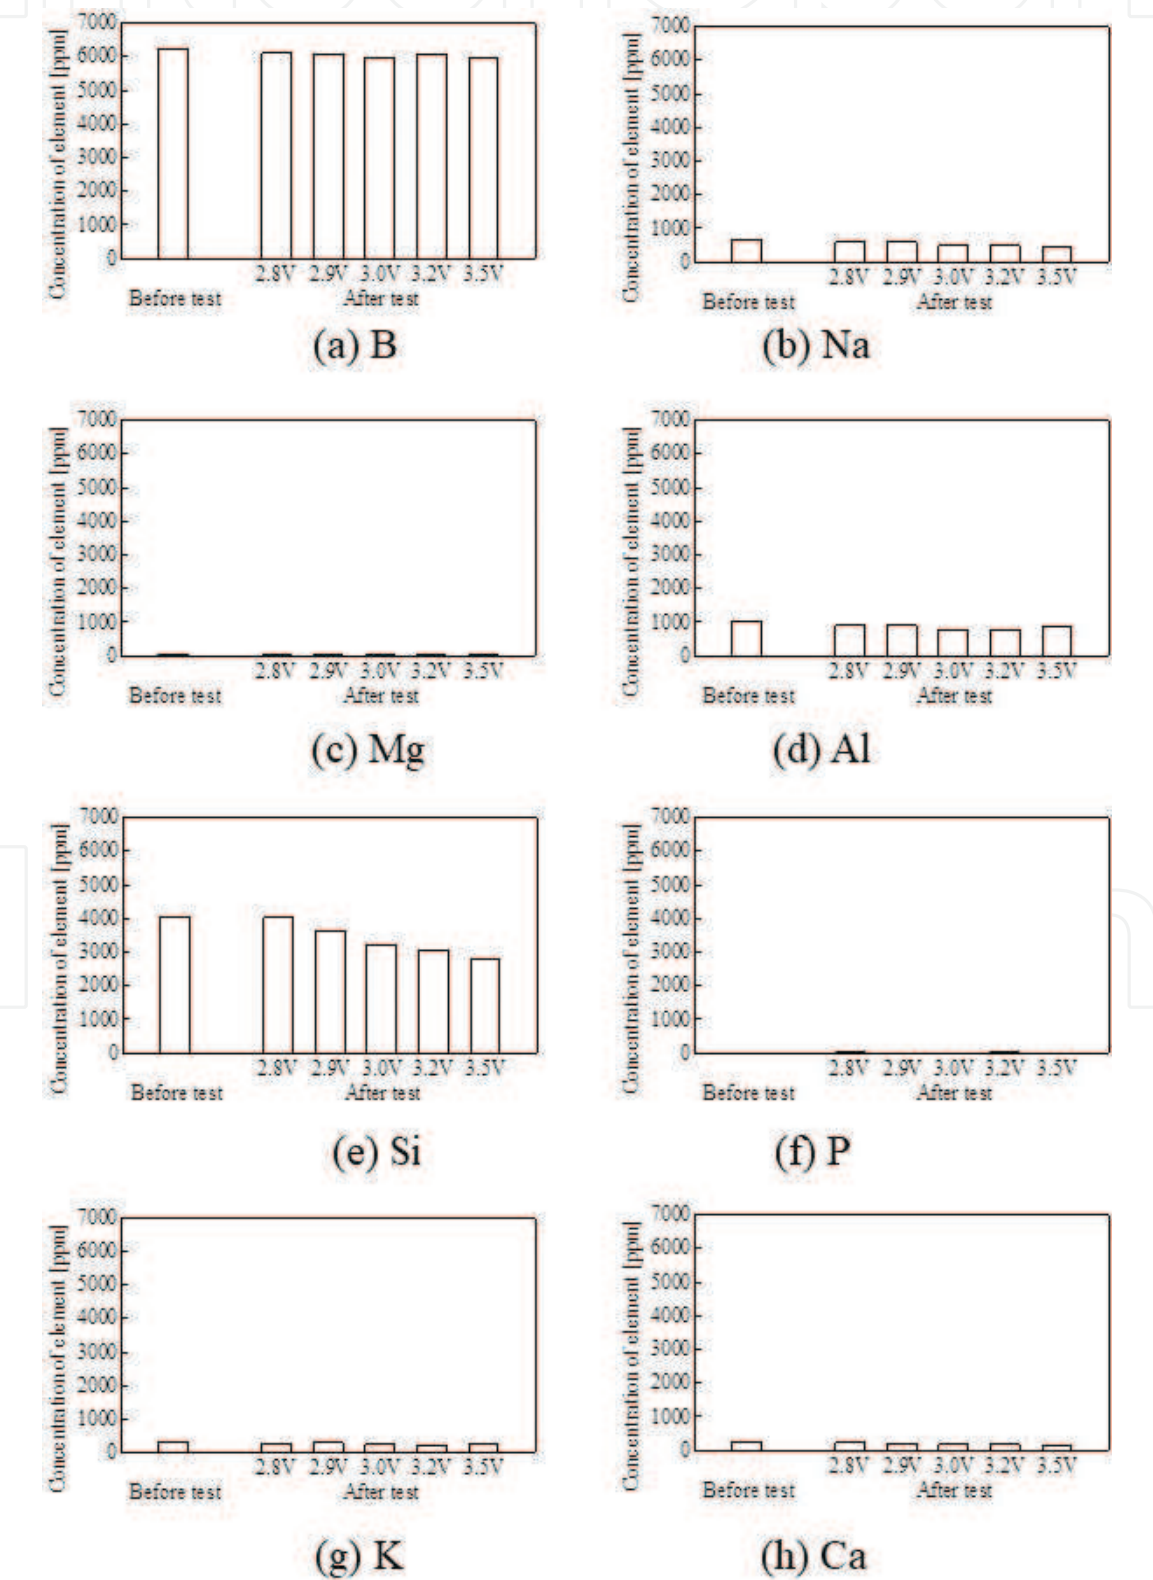 7000
6000
5000
4000
3000
2000
1000
0
Concentration of element [ppm]
2.8V 2.9V 3.0V 3.2V 3.5V
Before test After test
(a) B
7000
6000
5000
4000
3000
2000
1000
0
Concentration of element [ppm]
2.8V 2.9V 3.0V 3.2V 3.5V
Before test After test
(b) Na
7000
6000
5000
4000
3000
2000
1000
0
Concentration of element [ppm]
2.8V 2.9V 3.0V 3.2V 3.5V
Before test After test
(c) Mg
7000
6000
5000
4000
3000
2000
1000
0
Concentration of element [ppm]
2.8V 2.9V 3.0V 3.2V 3.5V
Before test After test
(d) Al
7000
6000
5000
4000
3000
2000
1000
0
Concentration of element [ppm]
2.8V 2.9V 3.0V 3.2V 3.5V
Before test After test
(e) Si
7000
6000
5000
4000
3000
2000
1000
0
Concentration of element [ppm]
2.8V 2.9V 3.0V 3.2V 3.5V
Before test After test
(f) P
7000
6000
5000
4000
3000
2000
1000
0
Concentration of element [ppm]
2.8V 2.9V 3.0V 3.2V 3.5V
Before test After test
(g) K
7000
6000
5000
4000
3000
2000
1000
0
Concentration of element [ppm]
2.8V 2.9V 3.0V 3.2V 3.5V
Before test After test
(h) Ca